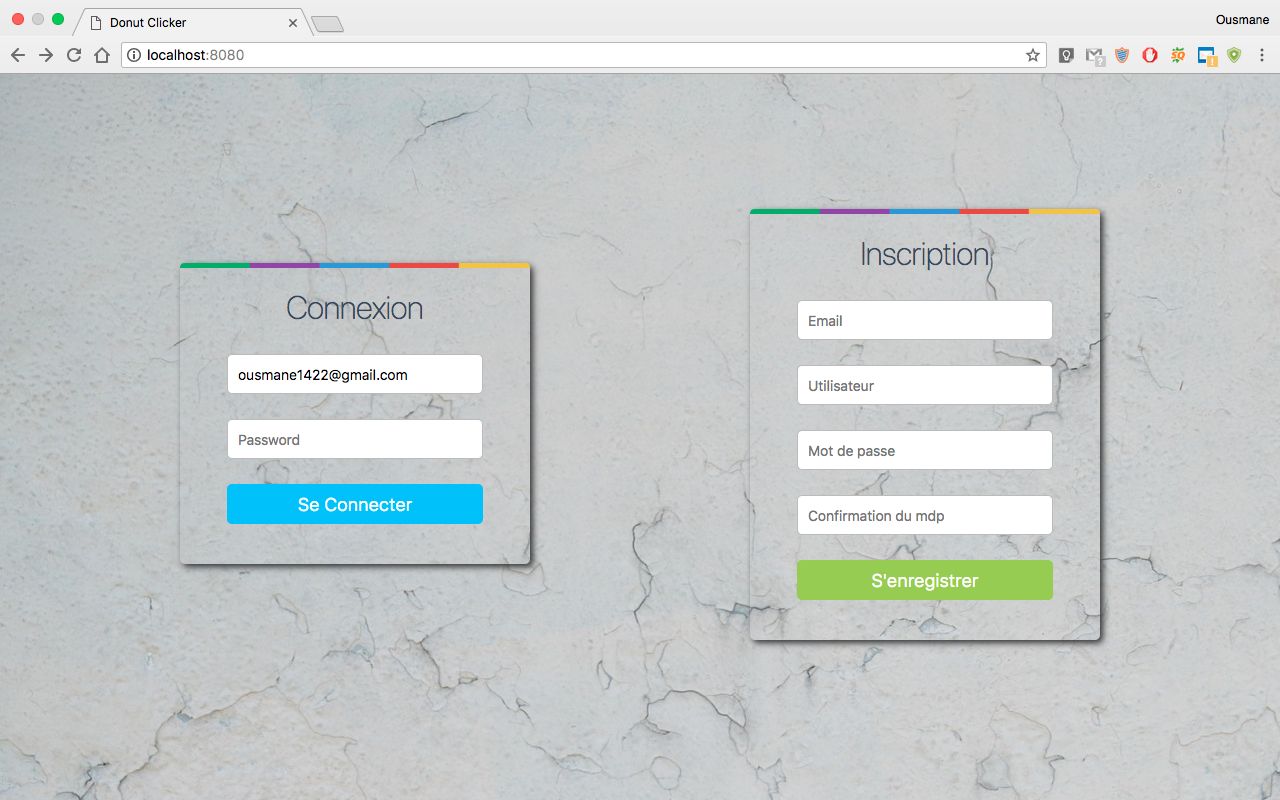 Donut Clicker
Ousmane
localhost:8080
Connexion
ousmane1422@gmail.com
Password
Se Connecter
Inscription
Email
Utilisateur
Mot de passe
Confirmation du mdp
S'enregistrer